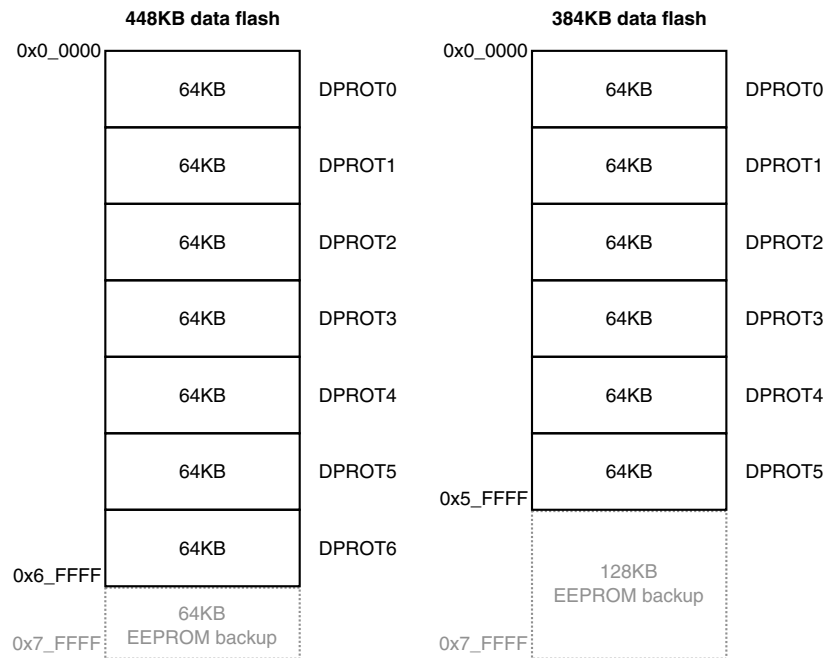 448KB data flash
0x0_0000
64KB DPROT0
64KB DPROT1
64KB DPROT2
64KB DPROT3
64KB DPROT4
64KB DPROT5
64KB DPROT6
0x6_FFFF
64KB
EEPROM backup
0x7_FFFF
384KB data flash
0x0_0000
64KB DPROT0
64KB DPROT1
64KB DPROT2
64KB DPROT3
64KB DPROT4
64KB DPROT5
0x5_FFFF
128KB
EEPROM backup
0x7_FFFF